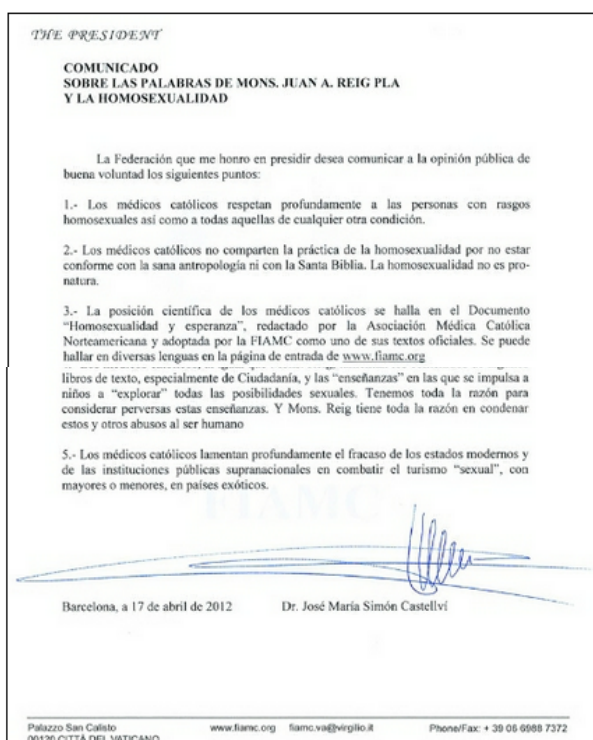 THE PRESIDENT
COMUNICADO
SOBRE LAS PALABRAS DE MONS. JUAN A. REIG PLA
Y LA HOMOSEXUALIDAD
La Federación que me honro en presidir desea comunicar a la opinión pública de
buena voluntad los siguientes puntos:
1.- Los médicos católicos respetan profundamente a las personas con rasgos
homosexuales así como a todas aquellas de cualquier otra condición.
2.- Los médicos católicos no comparten la práctica de la homosexualidad por no estar
conforme con la sana antropología ni con la Santa Biblia. La homosexualidad no es pro-
natura.
3.- La posición científica de los médicos católicos se halla en el Documento
“Homosexualidad y esperanza”, redactado por la Asociación Médica Católica
Norteamericana y adoptada por la FIAMC como uno de sus textos oficiales. Se puede
hallar en diversas lenguas en la página de entrada de www.fiamc.org
libros de texto, especialmente de Ciudadanía, y las “enseñanzas” en las que se impulsa a
niños a “explorar” todas las posibilidades sexuales. Tenemos toda la razón para
considerar perversas estas enseñanzas. Y Mons. Reig tiene toda la razón en condenar
estos y otros abusos al ser humano
5.- Los médicos católicos lamentan profundamente el fracaso de los estados modernos y
de las instituciones públicas supranacionales en combatir el turismo “sexual”, con
mayores o menores, en países exóticos.
FIAMC
Barcelona, a 17 de abril de 2012 Dr. José María Simón Castellví
Palazzo San Calisto www.fiamc.org fiamc.va@virgilio.it Phone/Fax: + 39 06 6988 7372
00120 CITTÀ DEL VATICANO